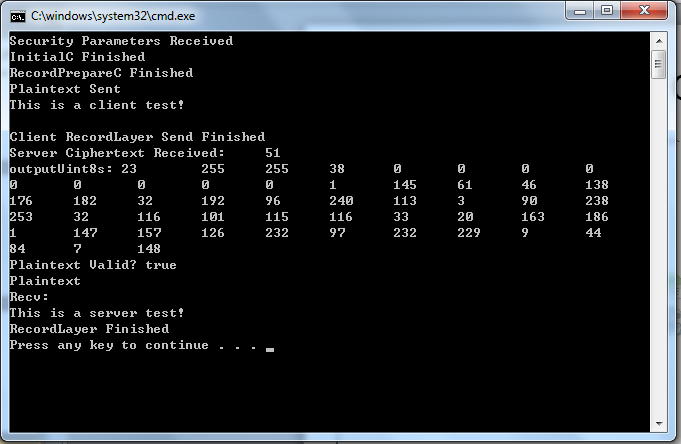 C:\windows\system32\cmd.exe
Security Parameters Received
InitialC Finished
RecordPrepareC Finished
Plaintext Sent
This is a client test!
Client RecordLayer Send Finished
Server Ciphertext Received: 51
outputUint8s: 23 255 255 38 0 0 0 0
0 0 0 0 0 1 145 61 46 138
176 182 32 192 96 240 113 3 90 238
253 32 116 101 115 116 33 20 163 186
1 147 157 126 232 97 232 229 9 44
84 7 148
Plaintext Valid? true
Plaintext
Recv:
This is a server test!
RecordLayer Finished
Press any key to continue . . .